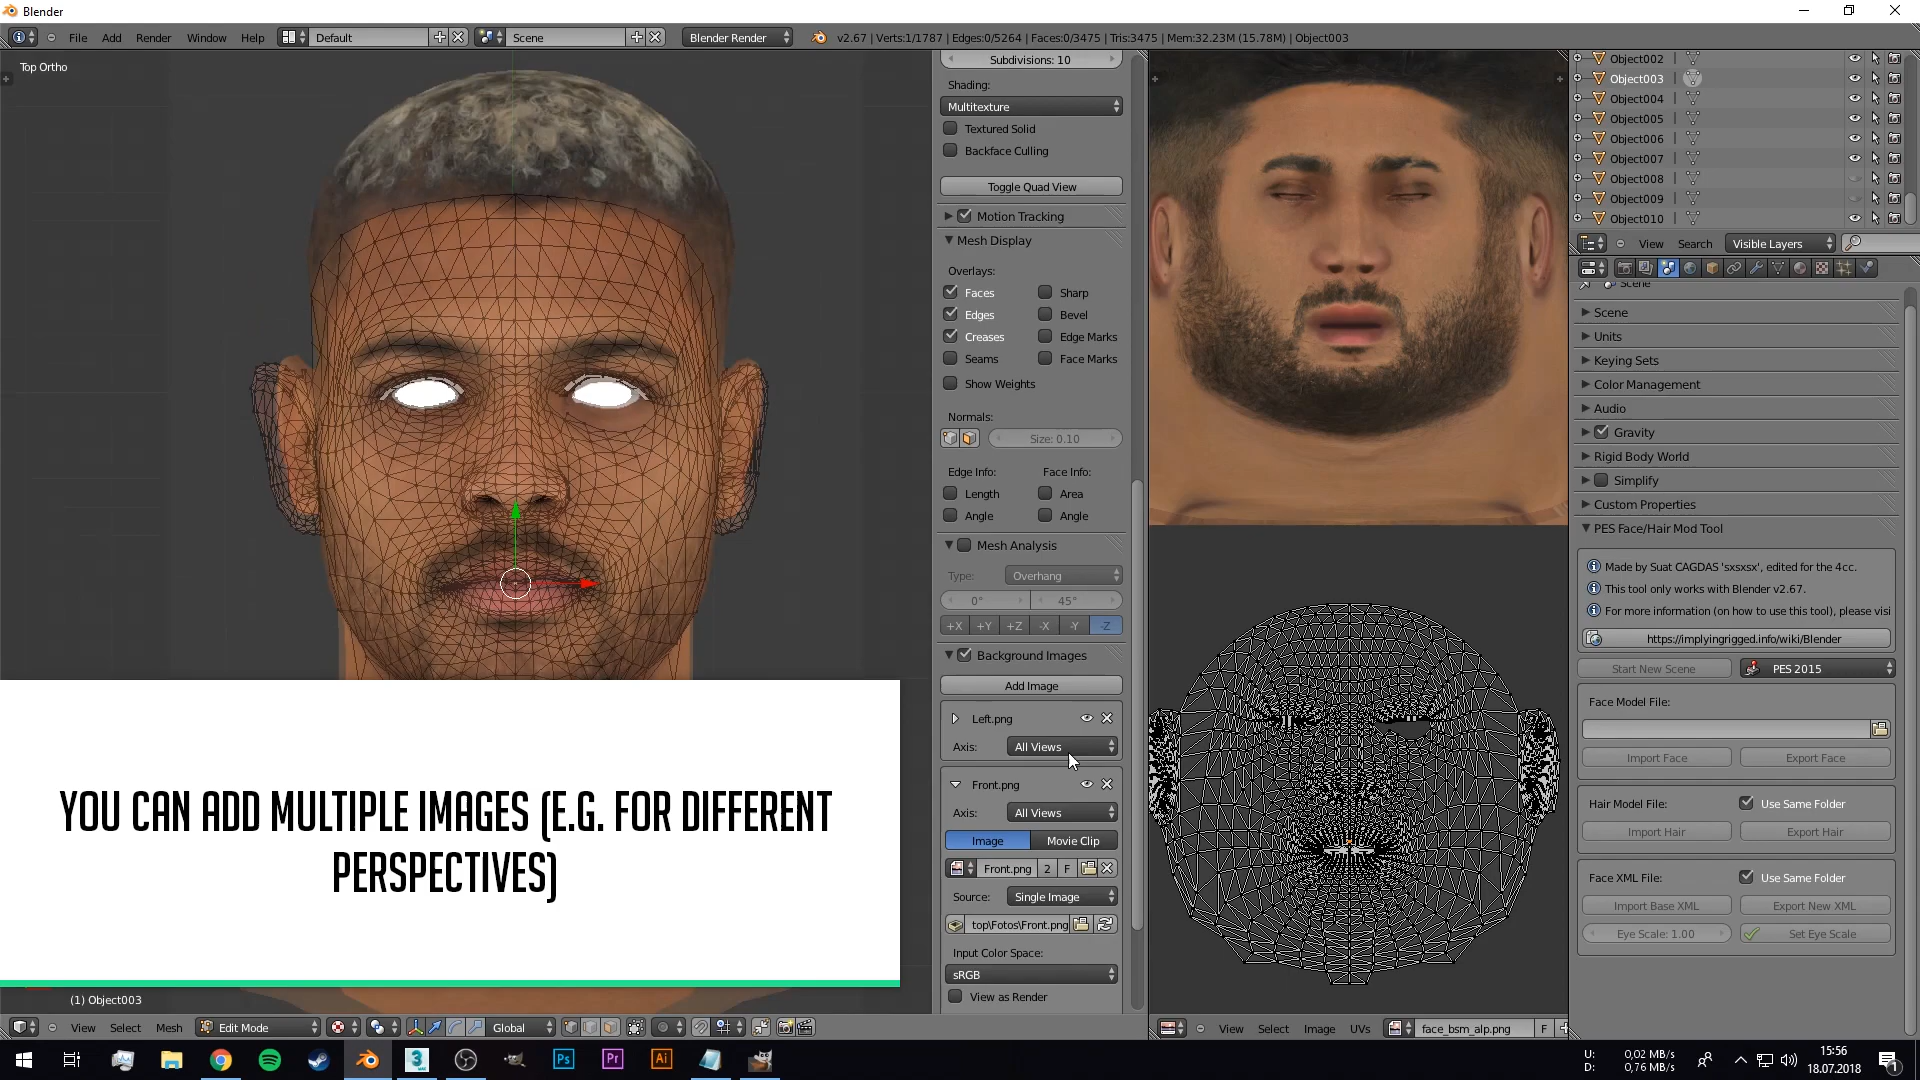 Blender
File Add Render Window Help Default Scene Blender Render v2.67 | Verts:1/1787 | Edges:0/5264 | Faces:0/3475 | Tris:3475 | Mem:32.23M (15.78M) | Object003
Top Ortho
Subdivisions: 10
Shading:
Multitexture
Textured Solid
Backface Culling
Toggle Quad View
Motion Tracking
Mesh Display
Overlays:
Faces Sharp
Edges Bevel
Creases Edge Marks
Seams Face Marks
Show Weights
Normals:
Size: 0.10
Edge Info: Face Info:
Length Area
Angle Angle
Mesh Analysis
Type: Overhang
0° 45°
+X +Y +Z -X -Y -Z
Background Images
Add Image
Left.png
Axis: All Views
Front.png
Axis: All Views
Image Movie Clip
Front.png 2 F
Source: Single Image
top\Fotos\Front.png
Input Color Space:
sRGB
View as Render
YOU CAN ADD MULTIPLE IMAGES (E.G. FOR DIFFERENT
PERSPECTIVES)
(1) Object003
View Select Mesh Edit Mode Global
View Select Image UVs face_bsm_alp.png F
Object002
Object003
Object004
Object005
Object006
Object007
Object008
Object009
Object010
View Search Visible Layers
Scene
Scene
Units
Keying Sets
Color Management
Audio
Gravity
Rigid Body World
Simplify
Custom Properties
PES Face/Hair Mod Tool
Made by Suat CAGDAS 'sxsxsx', edited for the 4cc.
This tool only works with Blender v2.67.
For more information (on how to use this tool), please visi
https://implyingrigged.info/wiki/Blender
Start New Scene PES 2015
Face Model File:
Import Face Export Face
Hair Model File: Use Same Folder
Import Hair Export Hair
Face XML File: Use Same Folder
Import Base XML Export New XML
Eye Scale: 1.00 Set Eye Scale
3 Ps Pr Ai
U: 0,02 MB/s
D: 0,76 MB/s
15:56
18.07.2018
1